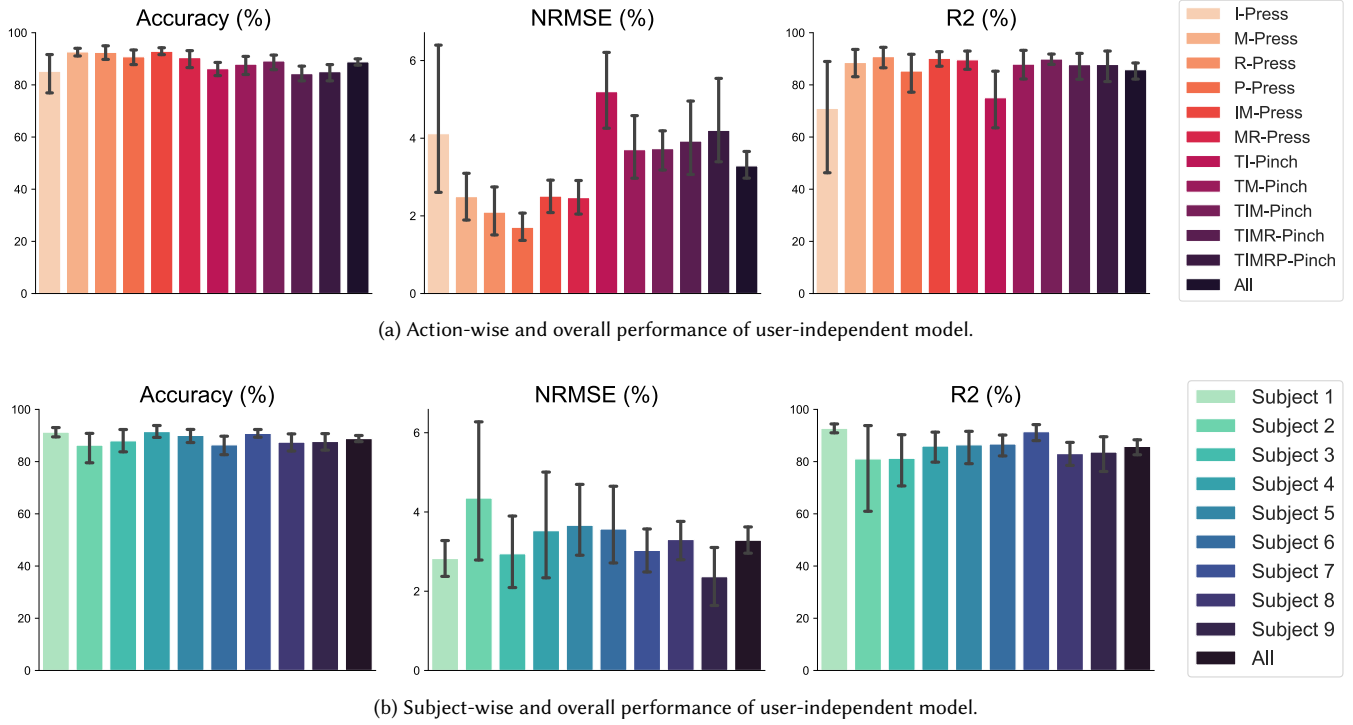 Accuracy (%)
100
80
60
40
20
0
NRMSE (%)
6
4
2
0
R2 (%)
100
80
60
40
20
0
I-Press
M-Press
R-Press
P-Press
IM-Press
MR-Press
TI-Pinch
TM-Pinch
TIM-Pinch
TIMR-Pinch
TIMRP-Pinch
All
(a) Action-wise and overall performance of user-independent model.
Accuracy (%)
100
80
60
40
20
0
NRMSE (%)
6
4
2
0
R2 (%)
100
80
60
40
20
0
Subject 1
Subject 2
Subject 3
Subject 4
Subject 5
Subject 6
Subject 7
Subject 8
Subject 9
All
(b) Subject-wise and overall performance of user-independent model.